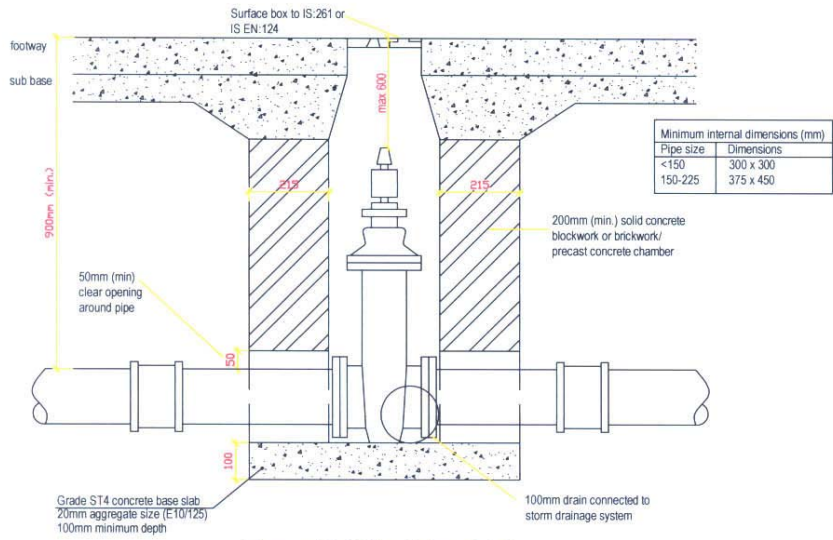 Surface box to IS:261 or
IS EN:124
footway
sub base
max 600
900mm (min.)
Minimum internal dimensions (mm)
Pipe size Dimensions
<150 300 x 300
150-225 375 x 450
215
215
200mm (min.) solid concrete
blockwork or brickwork/
precast concrete chamber
50mm (min)
clear opening
around pipe
50
100
Grade ST4 concrete base slab
20mm aggregate size (E10/125)
100mm minimum depth
100mm drain connected to
storm drainage system